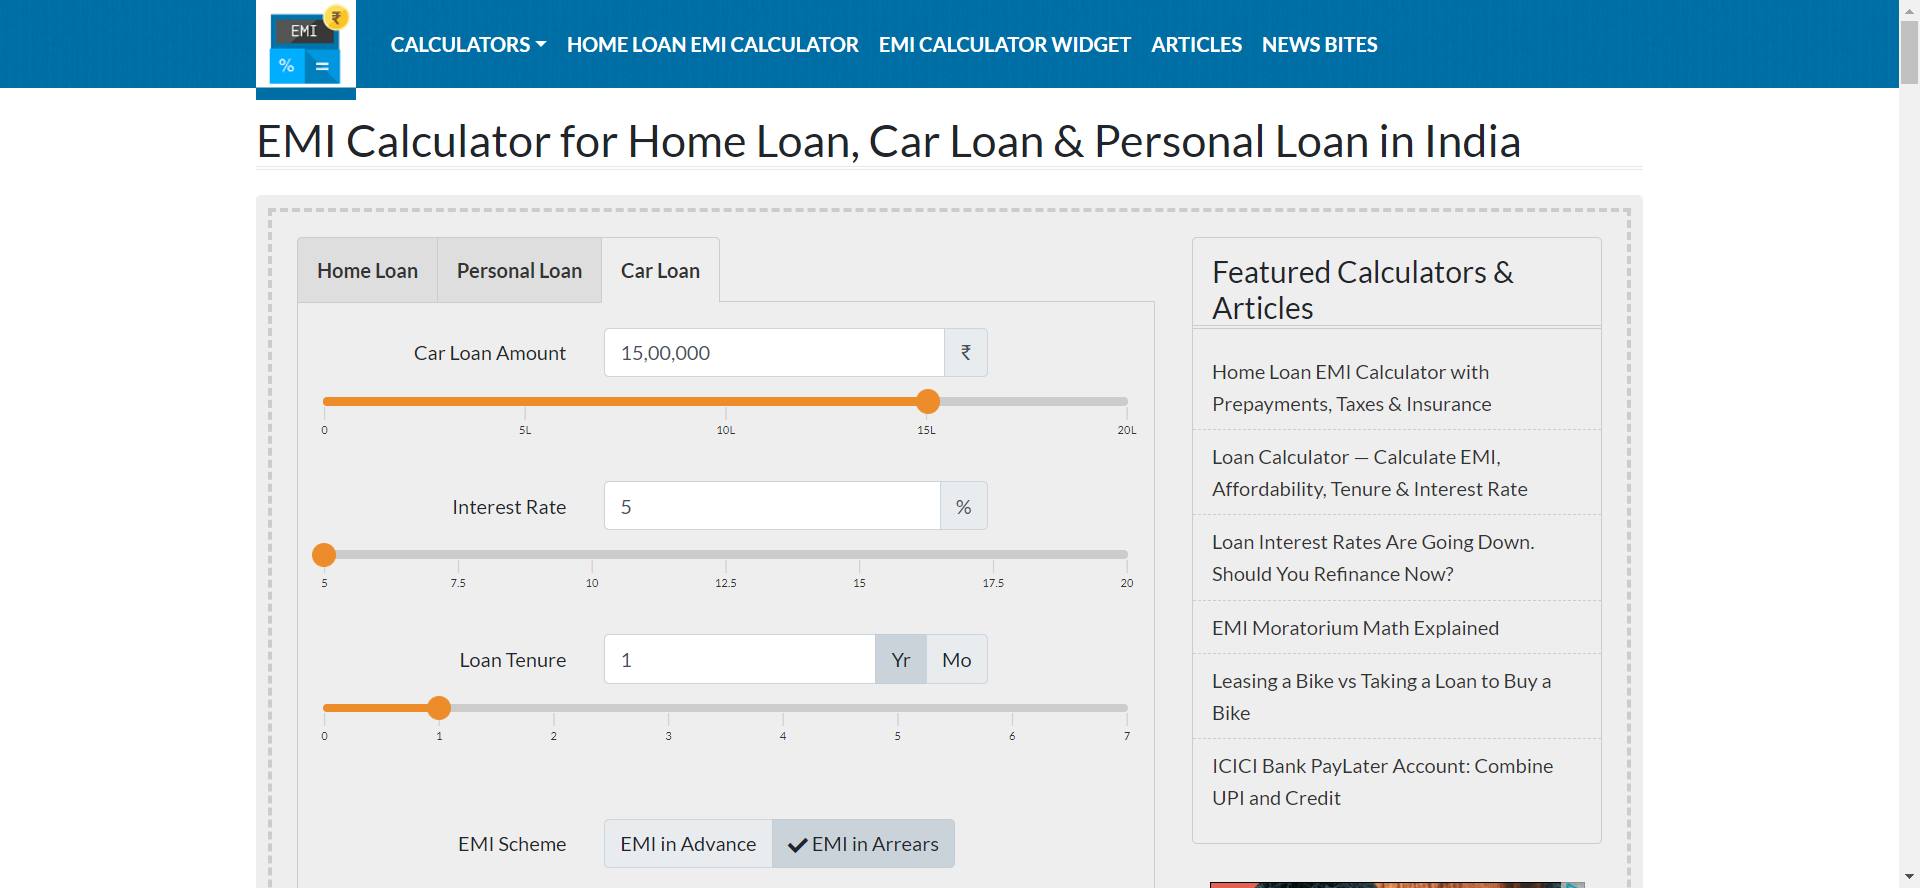 EMI
₹
%
=
CALCULATORS HOME LOAN EMI CALCULATOR EMI CALCULATOR WIDGET ARTICLES NEWS BITES
EMI Calculator for Home Loan, Car Loan & Personal Loan in India
Home Loan Personal Loan Car Loan
Car Loan Amount 15,00,000 ₹
0 5L 10L 15L 20L
Interest Rate 5 %
5 7.5 10 12.5 15 17.5 20
Loan Tenure 1 Yr Mo
0 1 2 3 4 5 6 7
EMI Scheme EMI in Advance EMI in Arrears
Featured Calculators &
Articles
Home Loan EMI Calculator with
Prepayments, Taxes & Insurance
Loan Calculator — Calculate EMI,
Affordability, Tenure & Interest Rate
Loan Interest Rates Are Going Down.
Should You Refinance Now?
EMI Moratorium Math Explained
Leasing a Bike vs Taking a Loan to Buy a
Bike
ICICI Bank PayLater Account: Combine
UPI and Credit